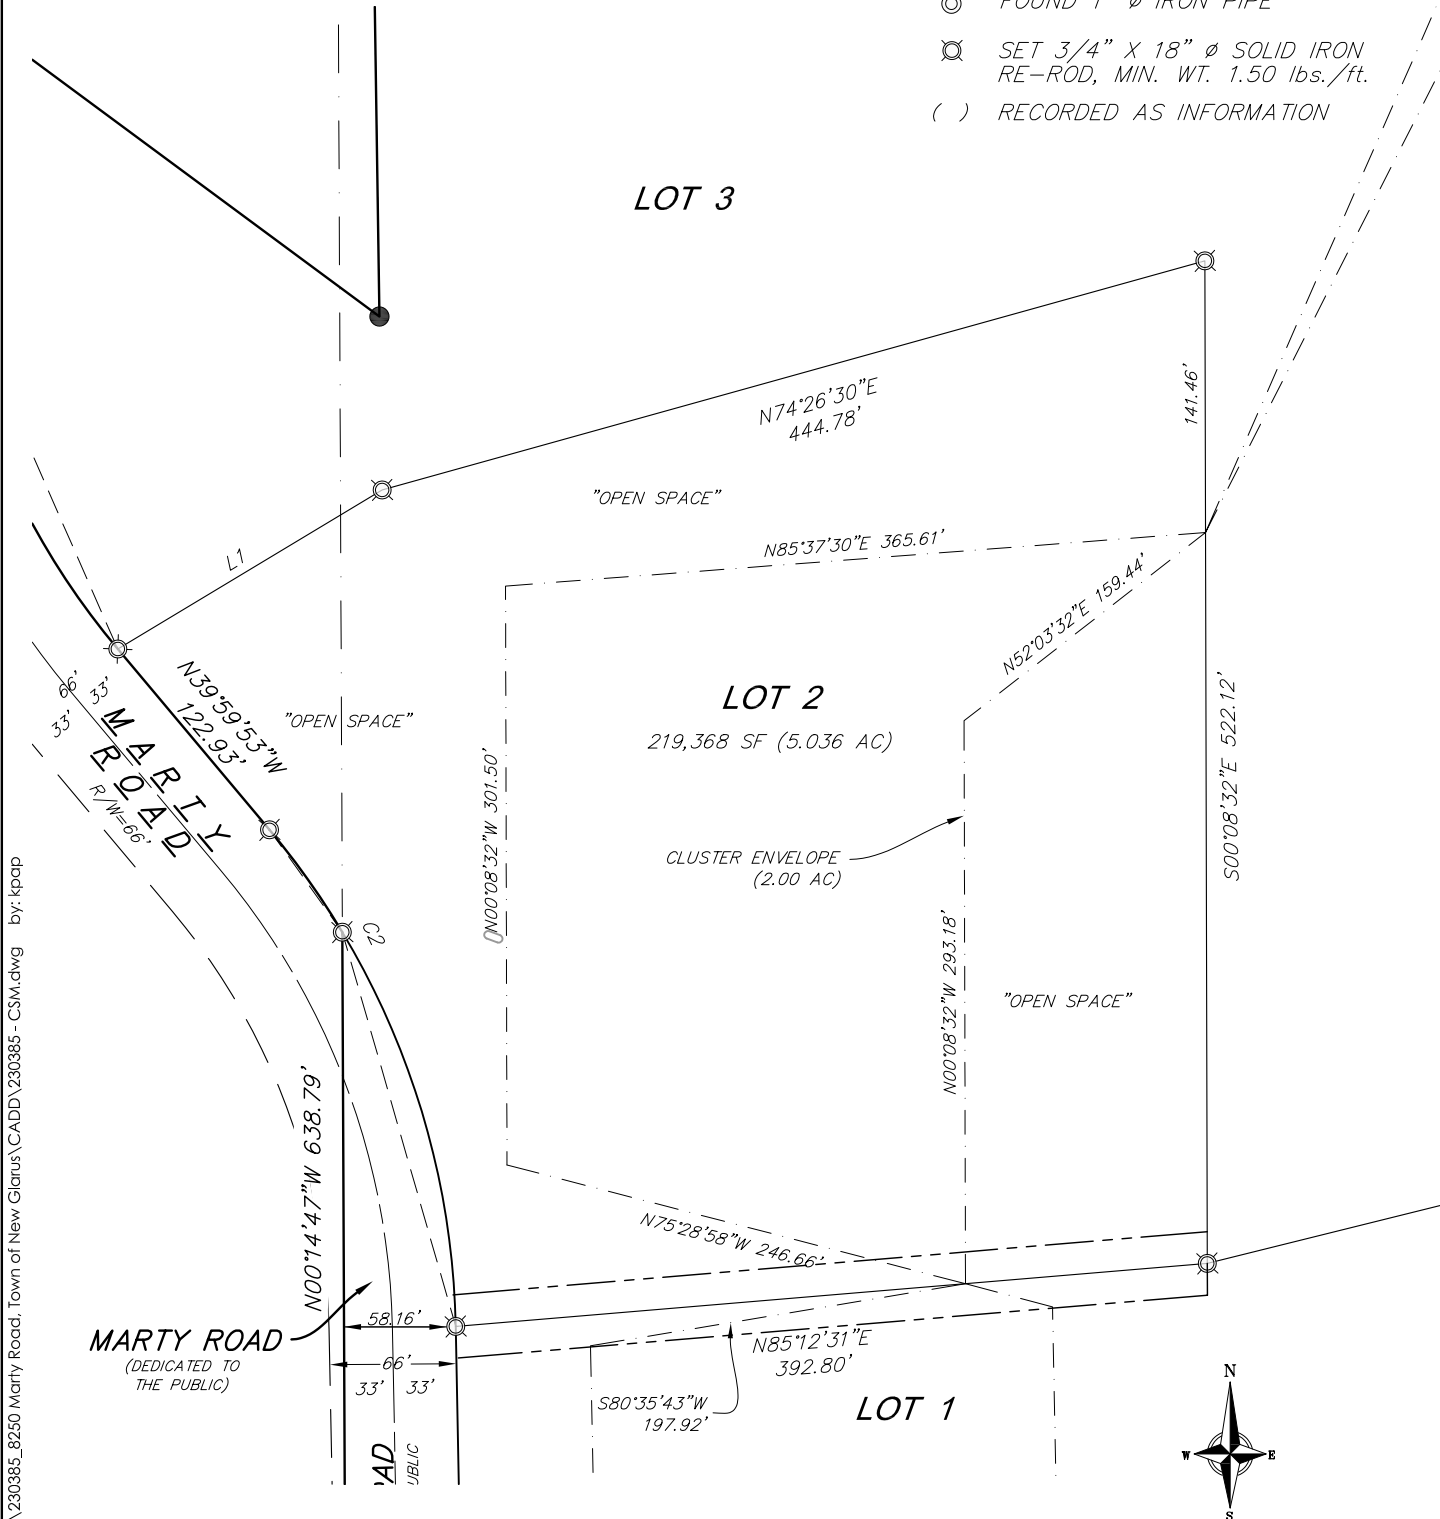 FOUND 1" ø IRON PIPE
SET 3/4" X 18" ø SOLID IRON
RE-ROD, MIN. WT. 1.50 lbs./ft.
( ) RECORDED AS INFORMATION
LOT 3
N74°26'30"E
444.78'
141.46'
"OPEN SPACE"
L1
N85°37'30"E 365.61'
N52°03'32"E 159.44'
N39°59'53"W
122.93'
66'
33'
33'
MARTY
ROAD
R/W=66'
"OPEN SPACE"
LOT 2
219,368 SF (5.036 AC)
N00°08'32"W 301.50'
S00°08'32"E 522.12'
CLUSTER ENVELOPE
(2.00 AC)
C2
N00°08'32"W 293.18'
"OPEN SPACE"
N00°14'47"W 638.79'
N75°28'58"W 246.66'
58.16'
MARTY ROAD
(DEDICATED TO
THE PUBLIC)
66'
33' 33'
N85°12'31"E
392.80'
S80°35'43"W
197.92'
LOT 1
N
W E
S
\230385_8250 Marty Road, Town of New Glarus\CADD\230385 - CSM.dwg by: kpap